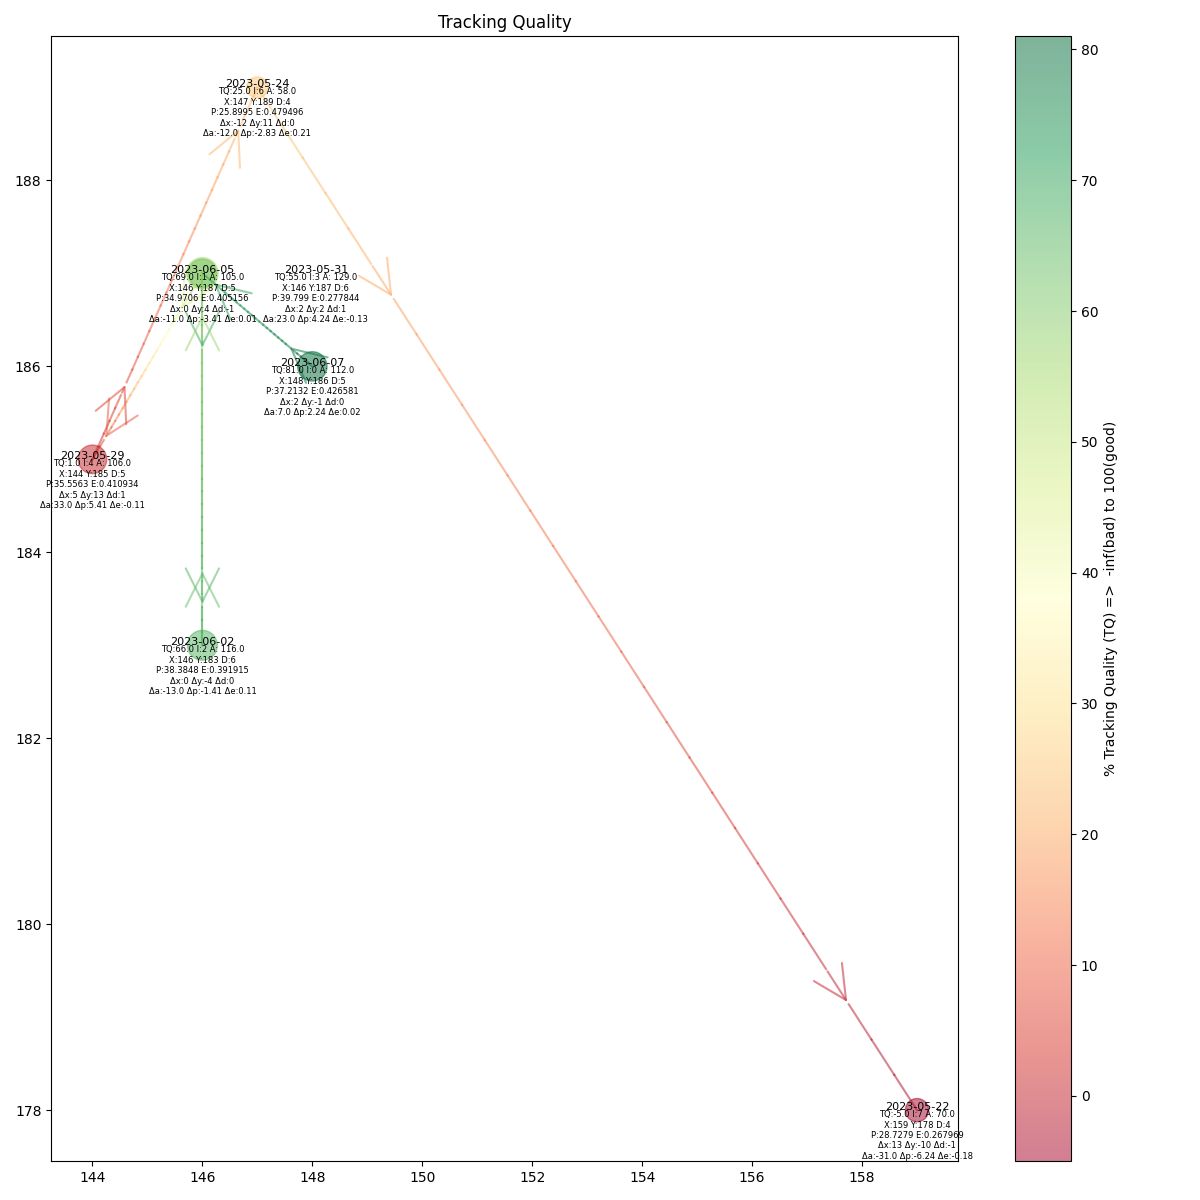 Tracking Quality
2023-05-24
TQ:25.0 I:6 A: 58.0
X:147 Y:189 D:4
P:25.8995 E:0.479496
Δx:-12 Δy:11 Δd:0
Δa:-12.0 Δp:-2.83 Δe:0.21
2023-06-05
TQ:69.0 I:1 A: 105.0
X:146 Y:187 D:5
P:34.9706 E:0.405156
Δx:0 Δy:4 Δd:-1
Δa:-11.0 Δp:-3.41 Δe:0.01
2023-05-31
TQ:55.0 I:3 A: 129.0
X:146 Y:187 D:6
P:39.799 E:0.277844
Δx:2 Δy:2 Δd:1
Δa:23.0 Δp:4.24 Δe:-0.13
2023-06-07
TQ:81.0 I:0 A: 112.0
X:148 Y:186 D:5
P:37.2132 E:0.426581
Δx:2 Δy:-1 Δd:0
Δa:7.0 Δp:2.24 Δe:0.02
2023-05-29
TQ:1.0 I:4 A: 106.0
X:144 Y:185 D:5
P:35.5563 E:0.410934
Δx:5 Δy:13 Δd:1
Δa:33.0 Δp:5.41 Δe:-0.11
2023-06-02
TQ:66.0 I:2 A: 116.0
X:146 Y:183 D:6
P:38.3848 E:0.391915
Δx:0 Δy:-4 Δd:0
Δa:-13.0 Δp:-1.41 Δe:0.11
2023-05-22
TQ:-5.0 I:7 A: 70.0
X:159 Y:178 D:4
P:28.7279 E:0.267969
Δx:13 Δy:-10 Δd:-1
Δa:-31.0 Δp:-6.24 Δe:-0.18
188
186
184
182
180
178
144
146
148
150
152
154
156
158
80
70
60
50
40
30
20
10
0
% Tracking Quality (TQ) => -inf(bad) to 100(good)